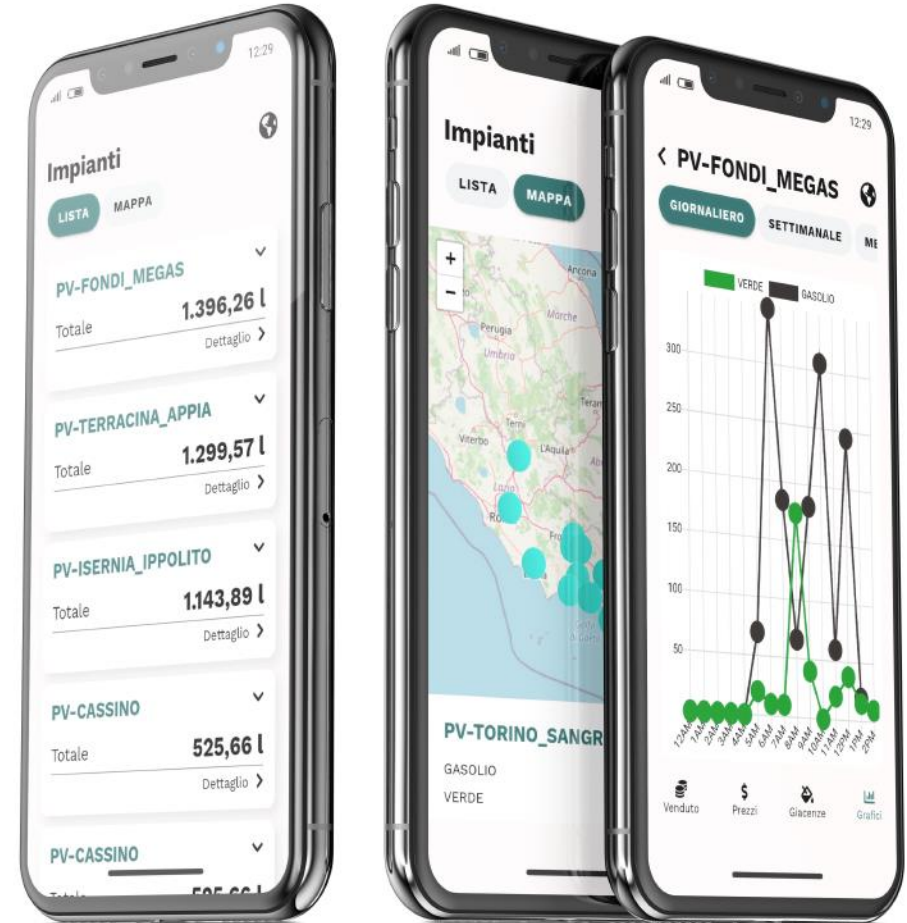 12:29
Impianti
LISTA MAPPA
PV-FONDI_MEGAS
Totale 1.396,26 l
Dettaglio
PV-TERRACINA_APPIA
Totale 1.299,57 l
Dettaglio
PV-ISERNIA_IPPOLITO
Totale 1.143,89 l
Dettaglio
PV-CASSINO
Totale 525,66 l
Dettaglio
PV-CASSINO
Impianti
LISTA MAPPA
+
-
Ancona
Perugia
Marche
Umbria
Terni
Viterbo
L'Aquila
PV-TORINO_SANGR
GASOLIO
VERDE
12:29
PV-FONDI_MEGAS
GIORNALIERO SETTIMANALE ME
VERDE GASOLIO
300
250
200
150
100
50
12AM 1AM 2AM 3AM 4AM 5AM 6AM 7AM 8AM 9AM 10AM 11AM 12PM 1PM 2PM
Venduto Prezzi Giacenze Grafici